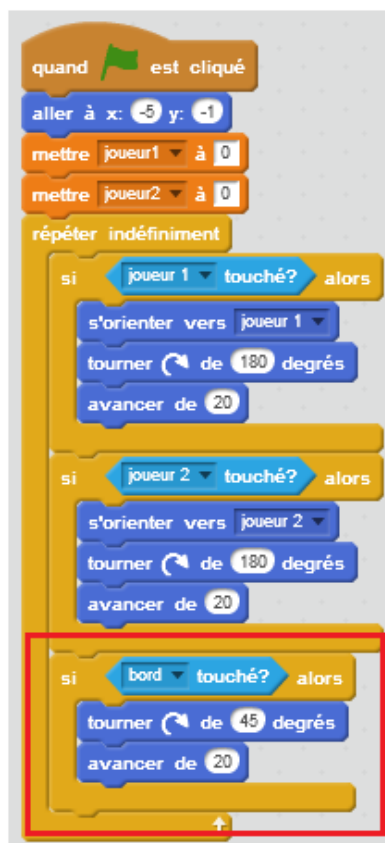 quand est cliqué
aller à x: -5 y: -1
mettre joueur1 à 0
mettre joueur2 à 0
répéter indéfiniment
si joueur 1 touché? alors
s'orienter vers joueur 1
tourner de 180 degrés
avancer de 20
si joueur 2 touché? alors
s'orienter vers joueur 2
tourner de 180 degrés
avancer de 20
si bord touché? alors
tourner de 45 degrés
avancer de 20